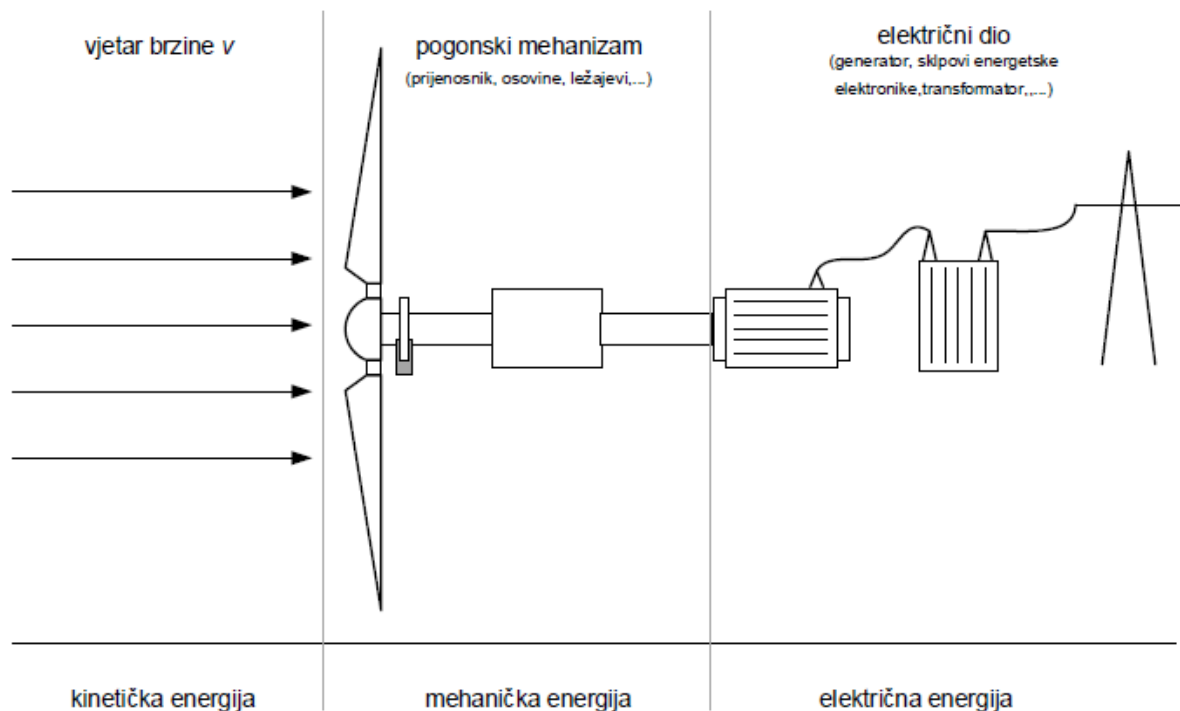 vjetar brzine v
pogonski mehanizam
(prijenosnik, osovine, ležajevi,...)
električni dio
(generator, sklpovi energetske
elektronike,transformator,,...)
kinetička energija
mehanička energija
električna energija